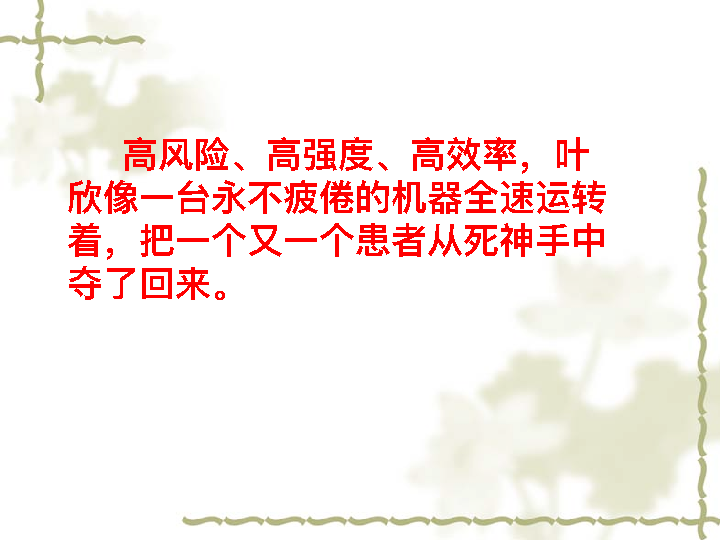 高风险、高强度、高效率，叶
欣像一台永不疲倦的机器全速运转
着，把一个又一个患者从死神手中
夺了回来。